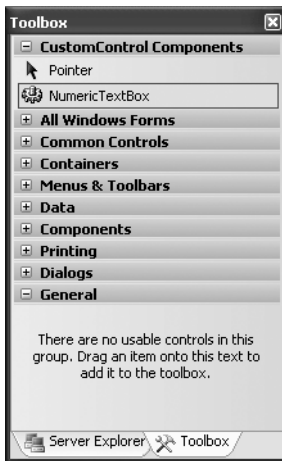 Toolbox
CustomControl Components
Pointer
NumericTextBox
All Windows Forms
Common Controls
Containers
Menus & Toolbars
Data
Components
Printing
Dialogs
General
There are no usable controls in this
group. Drag an item onto this text to
add it to the toolbox.
Server Explorer Toolbox